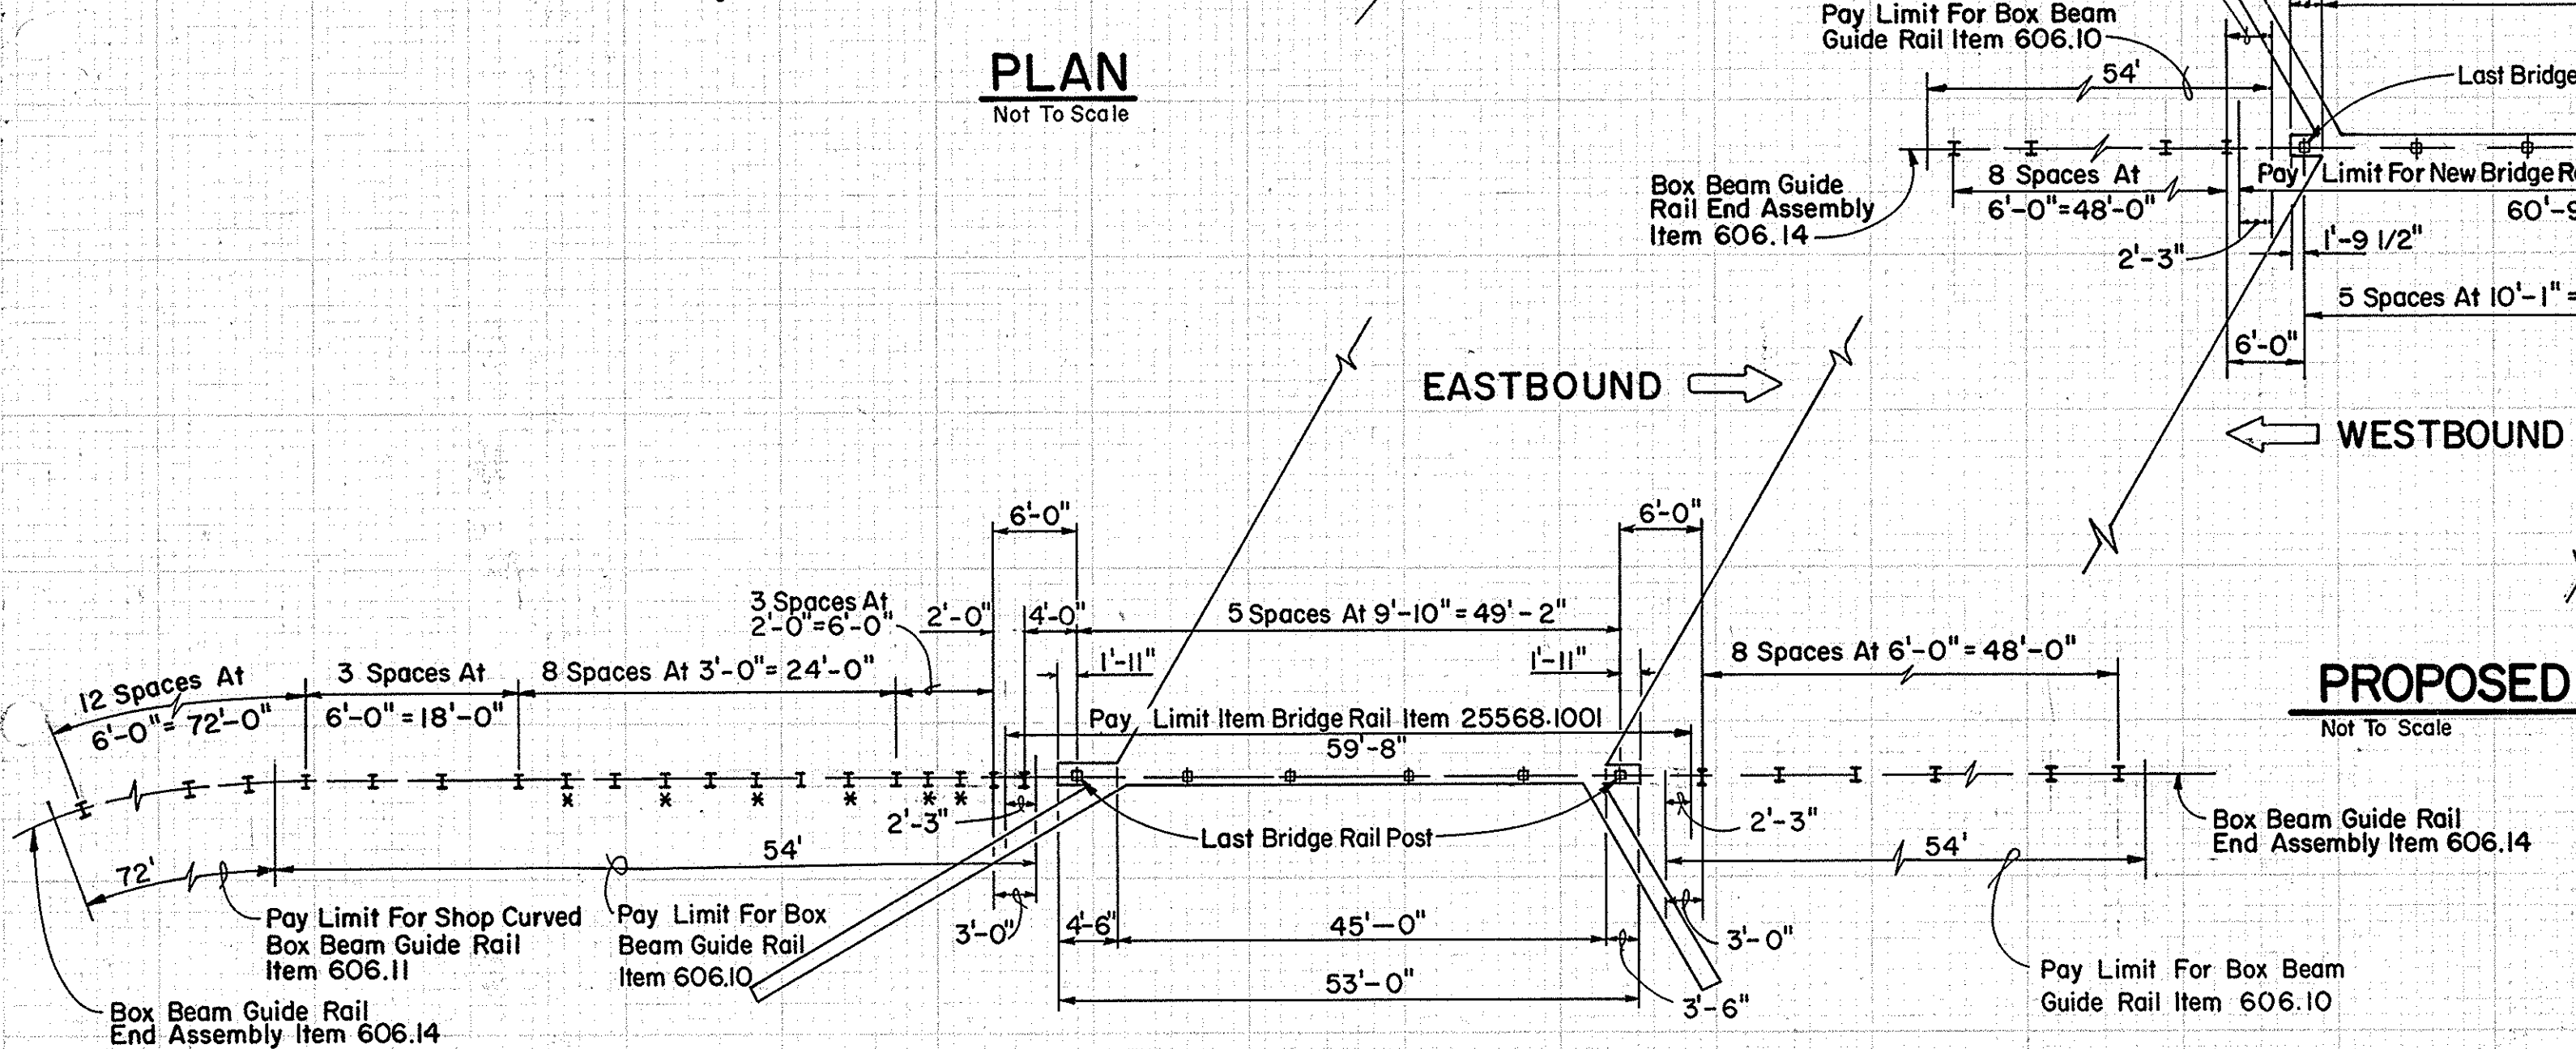 PLAN
Not To Scale
Pay Limit For Box Beam
Guide Rail Item 606.10
54'
Last Bridge
Box Beam Guide
Rail End Assembly
Item 606.14
8 Spaces At
6'-0"=48'-0"
Pay Limit For New Bridge
60'-9
2'-3"
1'-9 1/2"
5 Spaces At 10'-1" =
6'-0"
EASTBOUND
WESTBOUND
6'-0"
6'-0"
3 Spaces At
2'-0"=6'-0"
2'-0"
4'-0"
5 Spaces At 9'-10" = 49'-2"
1'-11"
1'-11"
8 Spaces At 6'-0" = 48'-0"
12 Spaces At
6'-0" = 72'-0"
3 Spaces At
6'-0" = 18'-0"
8 Spaces At 3'-0" = 24'-0"
PROPOSED
Not To Scale
Pay Limit Item Bridge Rail Item 25568.1001
59'-8"
* * * * * *
2'-3"
Last Bridge Rail Post
2'-3"
Box Beam Guide Rail
End Assembly Item 606.14
72'
54'
54'
Pay Limit For Shop Curved
Box Beam Guide Rail
Item 606.11
Pay Limit For Box
Beam Guide Rail
Item 606.10
3'-0"
4'-6"
45'-0"
3'-0"
53'-0"
3'-6"
Pay Limit For Box Beam
Guide Rail Item 606.10
Box Beam Guide Rail
End Assembly Item 606.14